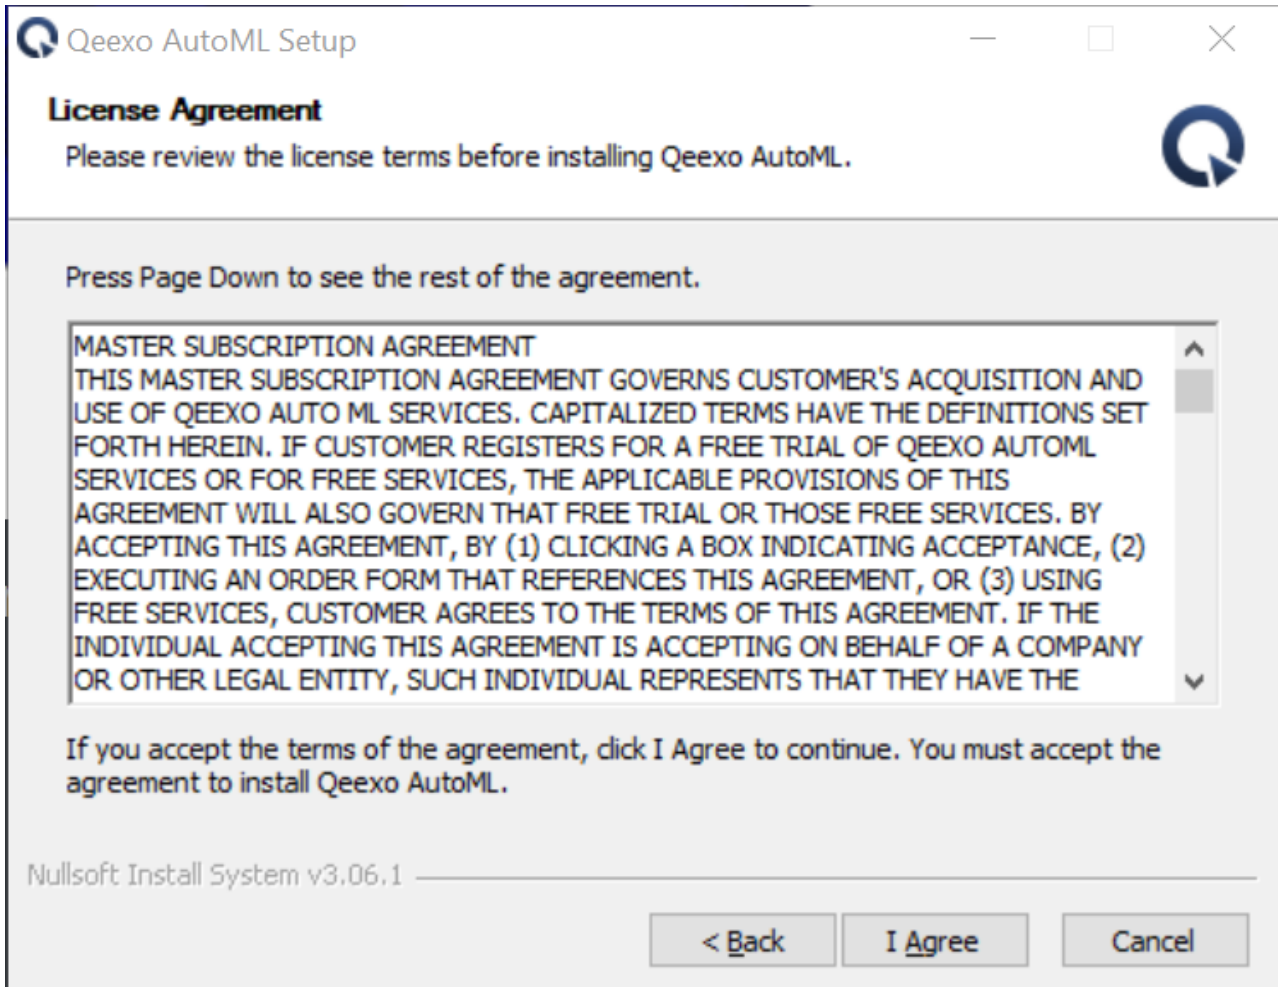 Qeexo AutoML Setup
License Agreement
Please review the license terms before installing Qeexo AutoML.
Press Page Down to see the rest of the agreement.
MASTER SUBSCRIPTION AGREEMENT
THIS MASTER SUBSCRIPTION AGREEMENT GOVERNS CUSTOMER'S ACQUISITION AND
USE OF QEEXO AUTO ML SERVICES. CAPITALIZED TERMS HAVE THE DEFINITIONS SET
FORTH HEREIN. IF CUSTOMER REGISTERS FOR A FREE TRIAL OF QEEXO AUTOML
SERVICES OR FOR FREE SERVICES, THE APPLICABLE PROVISIONS OF THIS
AGREEMENT WILL ALSO GOVERN THAT FREE TRIAL OR THOSE FREE SERVICES. BY
ACCEPTING THIS AGREEMENT, BY (1) CLICKING A BOX INDICATING ACCEPTANCE, (2)
EXECUTING AN ORDER FORM THAT REFERENCES THIS AGREEMENT, OR (3) USING
FREE SERVICES, CUSTOMER AGREES TO THE TERMS OF THIS AGREEMENT. IF THE
INDIVIDUAL ACCEPTING THIS AGREEMENT IS ACCEPTING ON BEHALF OF A COMPANY
OR OTHER LEGAL ENTITY, SUCH INDIVIDUAL REPRESENTS THAT THEY HAVE THE
If you accept the terms of the agreement, click I Agree to continue. You must accept the
agreement to install Qeexo AutoML.
Nullsoft Install System v3.06.1
< Back
I Agree
Cancel